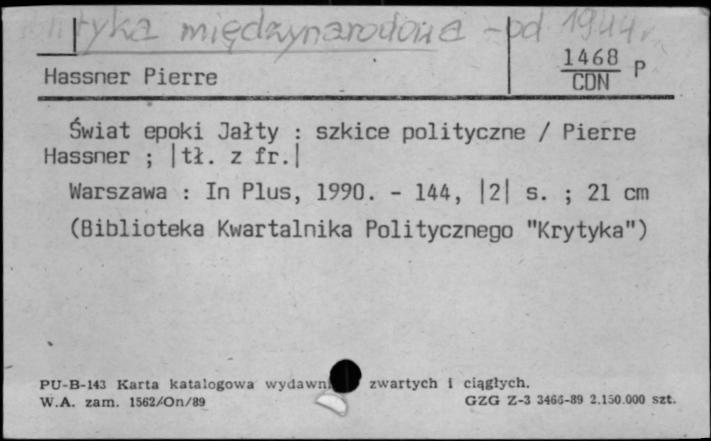 Polityka międzynarodowa - od 1944 r.
1468 P
CDN
Hassner Pierre
Świat epoki Jałty : szkice polityczne / Pierre
Hassner ; |tł. z fr.|
Warszawa : In Plus, 1990. - 144, |2| s. ; 21 cm
(Biblioteka Kwartalnika Politycznego "Krytyka")
PU-B-143 Karta katalogowa wydawni zwartych i ciągłych.
W.A. zam. 1562/On/89 GZG Z-3 3466-89 2.150.000 szt.